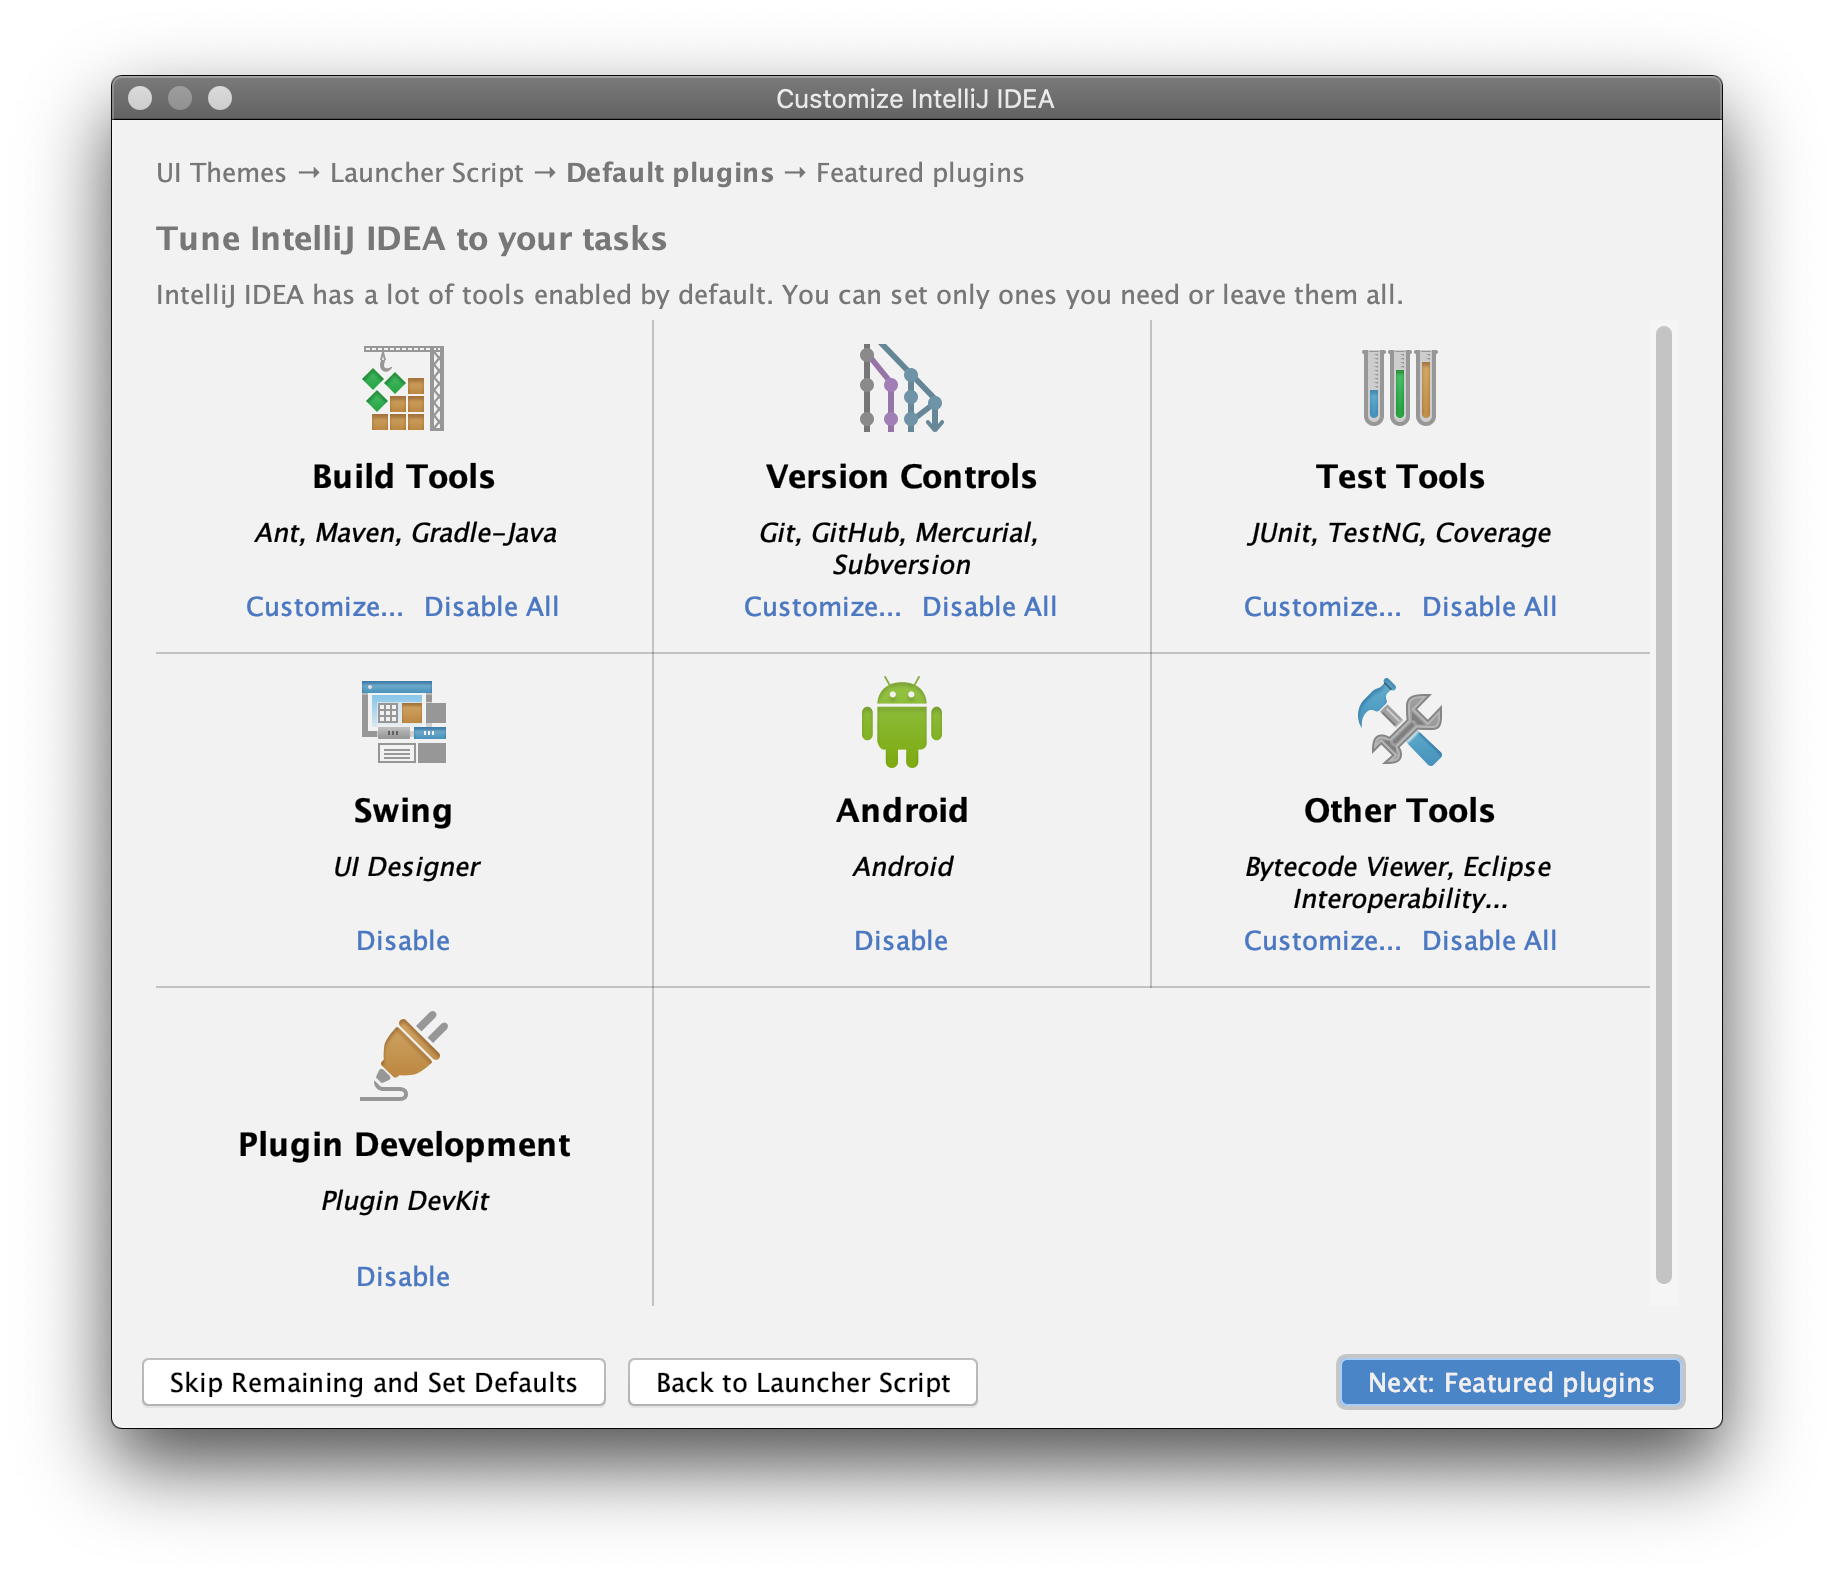 Customize IntelliJ IDEA
UI Themes → Launcher Script → Default plugins → Featured plugins
Tune IntelliJ IDEA to your tasks
IntelliJ IDEA has a lot of tools enabled by default. You can set only ones you need or leave them all.
Build Tools
Ant, Maven, Gradle-Java
Customize... Disable All
Version Controls
Git, GitHub, Mercurial,
Subversion
Customize... Disable All
Test Tools
JUnit, TestNG, Coverage
Customize... Disable All
Swing
UI Designer
Disable
Android
Android
Disable
Other Tools
Bytecode Viewer, Eclipse
Interoperability...
Customize... Disable All
Plugin Development
Plugin DevKit
Disable
Skip Remaining and Set Defaults
Back to Launcher Script
Next: Featured plugins